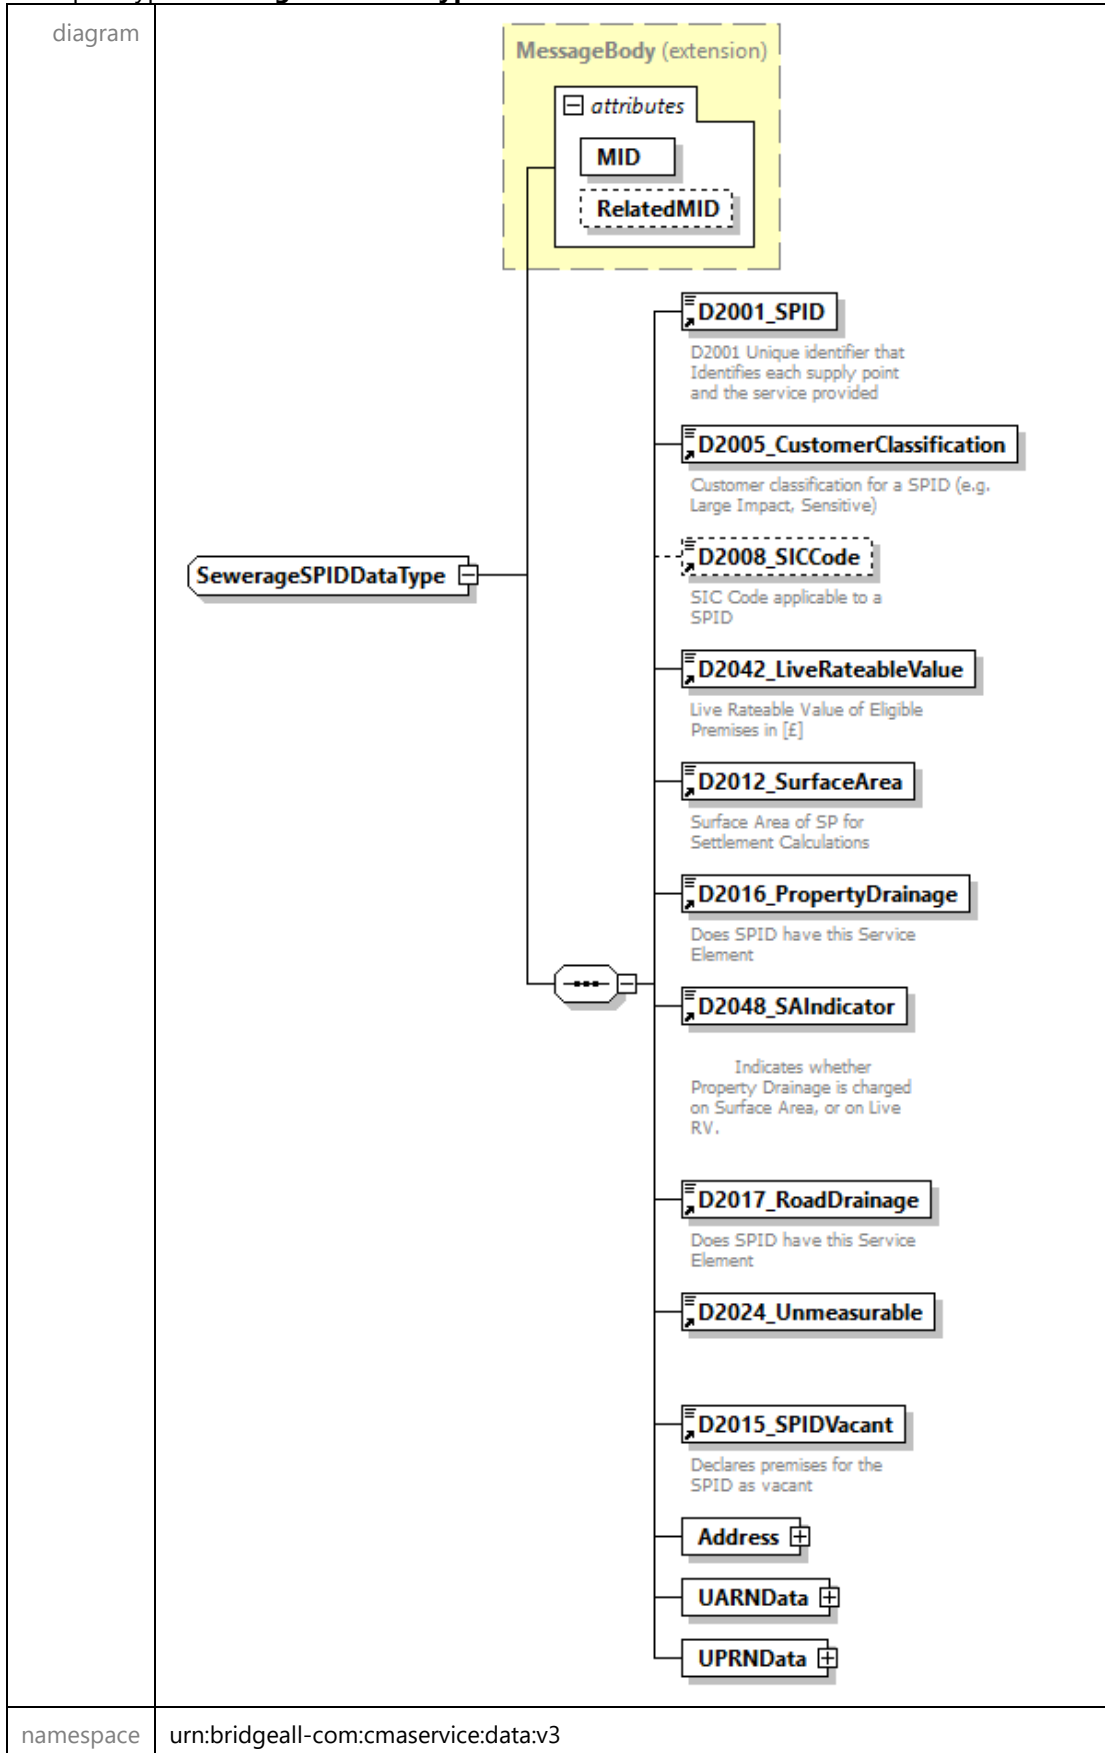 diagram
MessageBody (extension)
attributes
MID
RelatedMID
D2001_SPID
D2001 Unique identifier that
Identifies each supply point
and the service provided
D2005_CustomerClassification
Customer classification for a SPID (e.g.
Large Impact, Sensitive)
D2008_SICCode
SIC Code applicable to a
SPID
SewerageSPIDDataType
D2042_LiveRateableValue
Live Rateable Value of Eligible
Premises in [£]
D2012_SurfaceArea
Surface Area of SP for
Settlement Calculations
D2016_PropertyDrainage
Does SPID have this Service
Element
D2048_SAIndicator
Indicates whether
Property Drainage is charged
on Surface Area, or on Live
RV.
D2017_RoadDrainage
Does SPID have this Service
Element
D2024_Unmeasurable
D2015_SPIDVacant
Declares premises for the
SPID as vacant
Address
UARNData
UPRNData
namespace urn:bridgeall-com:cmaservice:data:v3